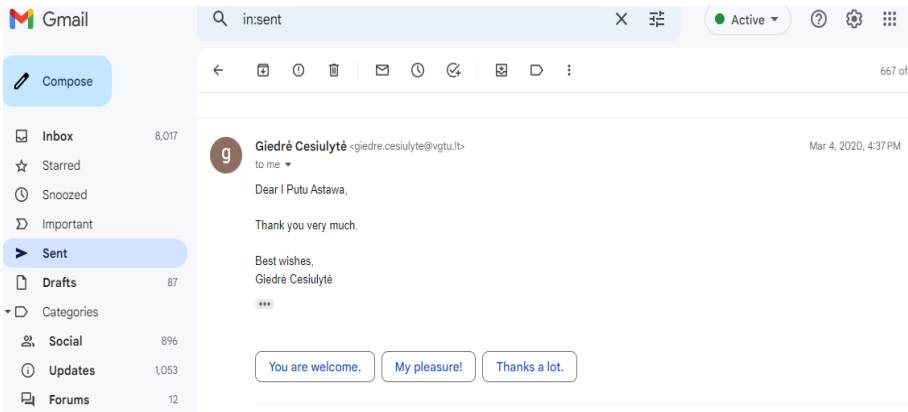 Gmail
in:sent
Active
Compose
667 of
Inbox 8,017
Starred
Snoozed
Important
Sent
Drafts 87
Categories
Social 896
Updates 1,053
Forums 12
g
Giedrė Cesiulytė <giedre.cesiulyte@vgtu.lt>
Mar 4, 2020, 4:37 PM
to me
Dear I Putu Astawa,
Thank you very much.
Best wishes,
Giedrė Cesiulytė
You are welcome.
My pleasure!
Thanks a lot.